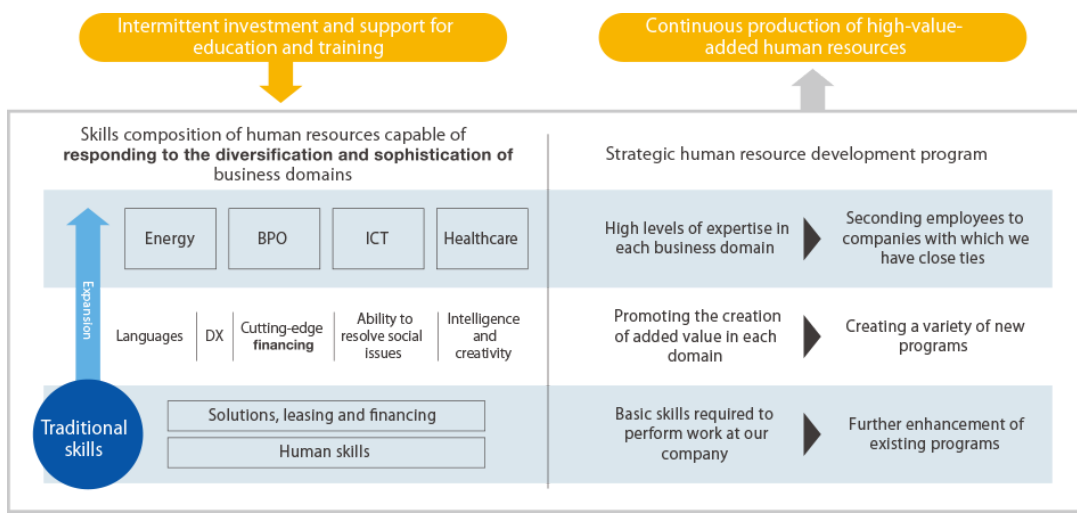 Intermittent investment and support for
education and training
Continuous production of high-value-
added human resources
Skills composition of human resources capable of
responding to the diversification and sophistication of
business domains
Strategic human resource development program
Energy
BPO
ICT
Healthcare
High levels of expertise in
each business domain
Seconding employees to
companies with which we
have close ties
Expansion
Languages
DX
Cutting-edge
financing
Ability to
resolve social
issues
Intelligence
and
creativity
Promoting the creation
of added value in each
domain
Creating a variety of new
programs
Traditional
skills
Solutions, leasing and financing
Human skills
Basic skills required to
perform work at our
company
Further enhancement of
existing programs